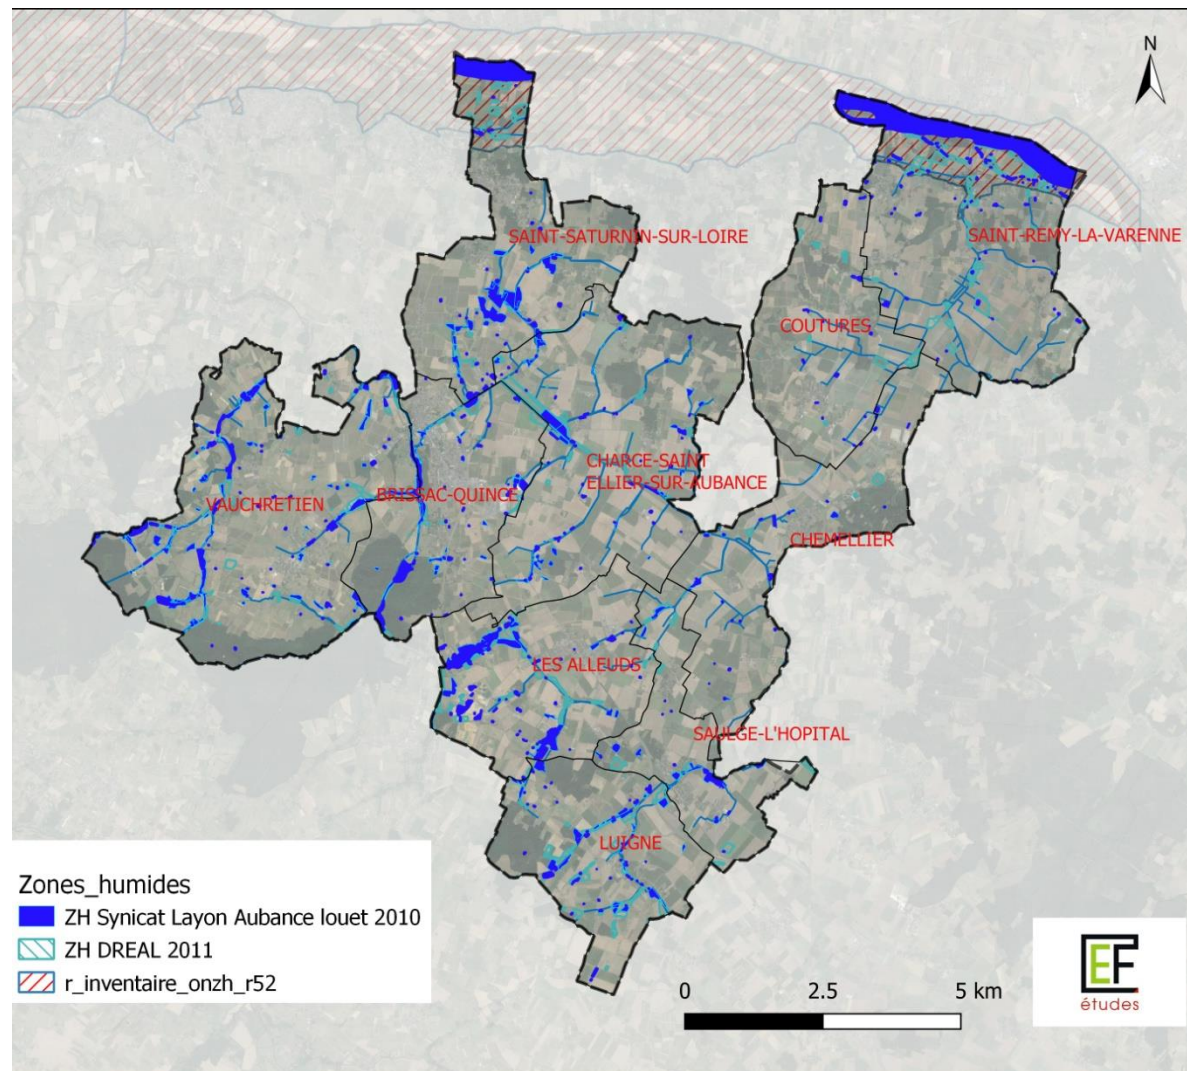 N
SAINT-SATURNIN-SUR-LOIRE
SAINT-REMY-LA-VARENNE
COUTURES
CHARCE-SAINT
ELLIER-SUR-AUBANCE
BRISSAC-QUINCE
VAUCHRETIEN
CHEMELLIER
LES ALLEUDS
SAULGE-L'HOPITAL
LUIGNE
Zones_humides
ZH Synicat Layon Aubance louet 2010
ZH DREAL 2011
r_inventaire_onzh_r52
0 2.5 5 km
EF
études